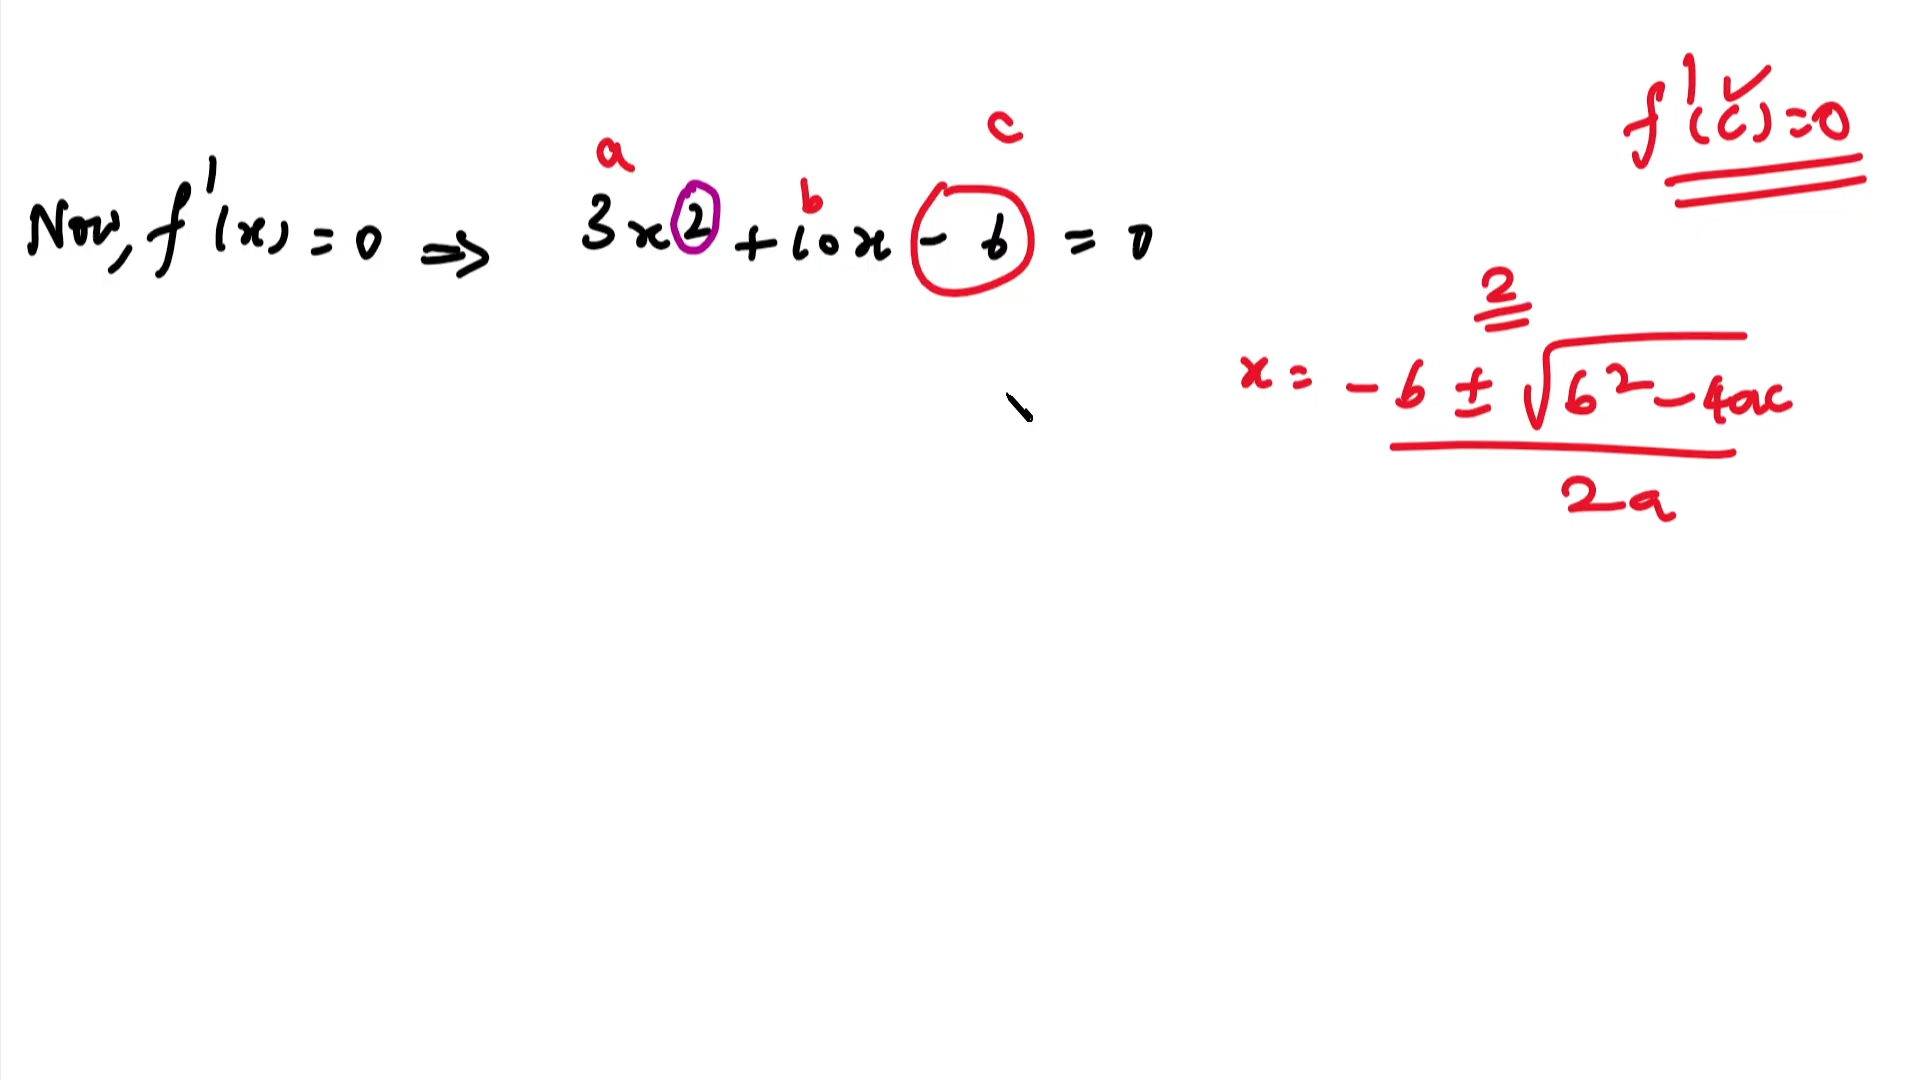 f'(c)=0
a b c
Now, f'(x) = 0 ⇒ 3x2 + 10x - 6 = 0
2
x = -b ± √b²-4ac
2a